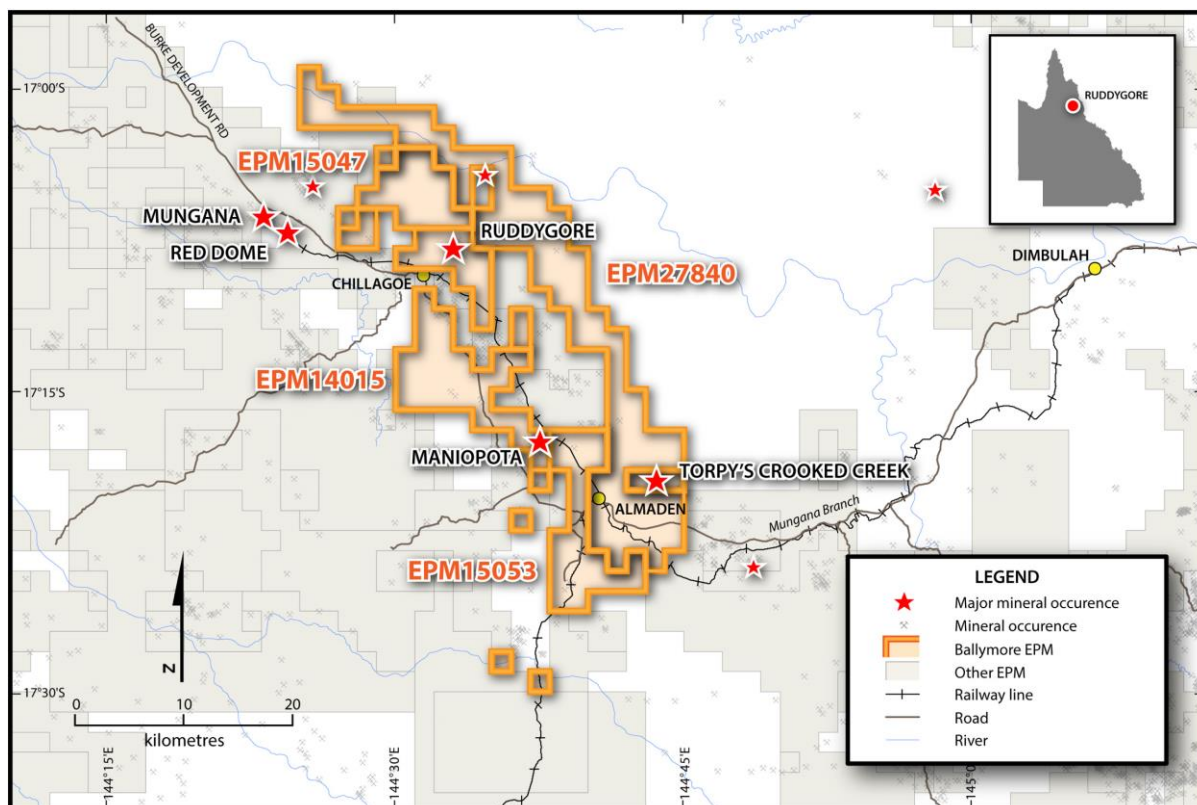 BURKE DEVELOPMENT RD
17°00'S
EPM15047
MUNGANA
RED DOME
RUDDYGORE
CHILLAGOE
EPM27840
DIMBULAH
RUDDYGORE
17°15'S
EPM14015
MANIOPOTA
TORPY'S CROOKED CREEK
ALMADEN
Mungana Branch
EPM15053
N
17°30'S
0 10 20
kilometres
144°15'E
144°30'E
144°45'E
145°0
LEGEND
Major mineral occurence
Mineral occurence
Ballymore EPM
Other EPM
Railway line
Road
River